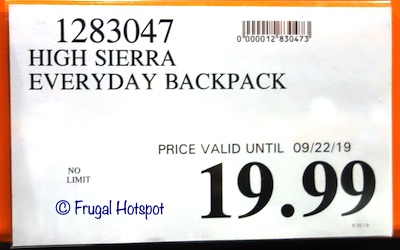 1283047
0000012830473
HIGH SIERRA
EVERYDAY BACKPACK
PRICE VALID UNTIL 09/22/19
NO
LIMIT
19.99
© Frugal Hotspot